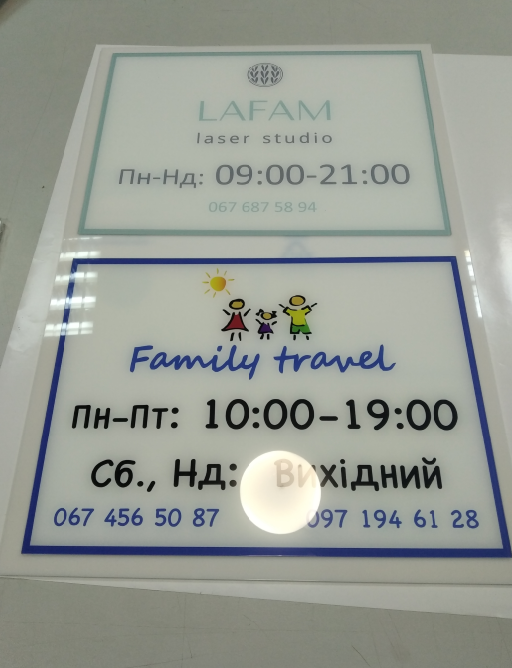 LAFAM
laser studio
Пн-Нд: 09:00-21:00
067 687 58 94
Family travel
Пн-Пт: 10:00-19:00
Сб., Нд: Вихідний
067 456 50 87 097 194 61 28